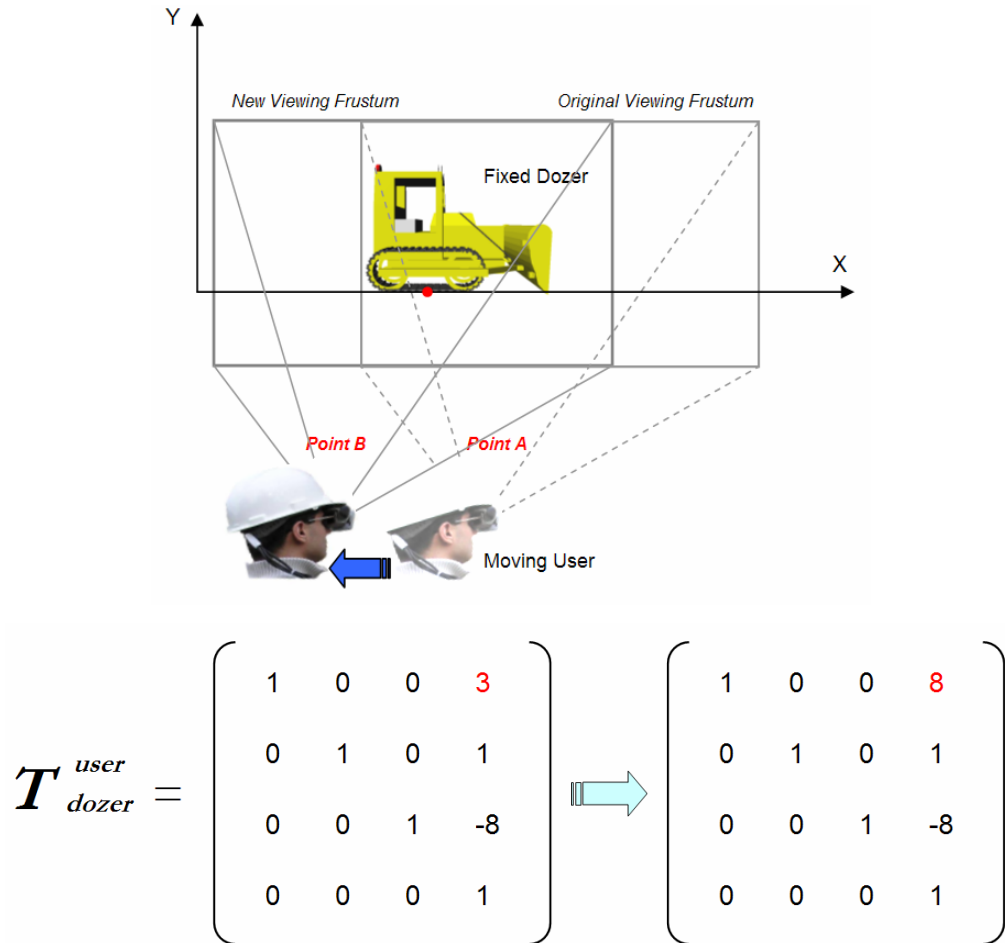 Y
New Viewing Frustum Original Viewing Frustum
Fixed Dozer
X
Point B Point A
Moving User
1 0 0 3 1 0 0 8
0 1 0 1 0 1 0 1
T user dozer =
0 0 1 -8 0 0 1 -8
0 0 0 1 0 0 0 1